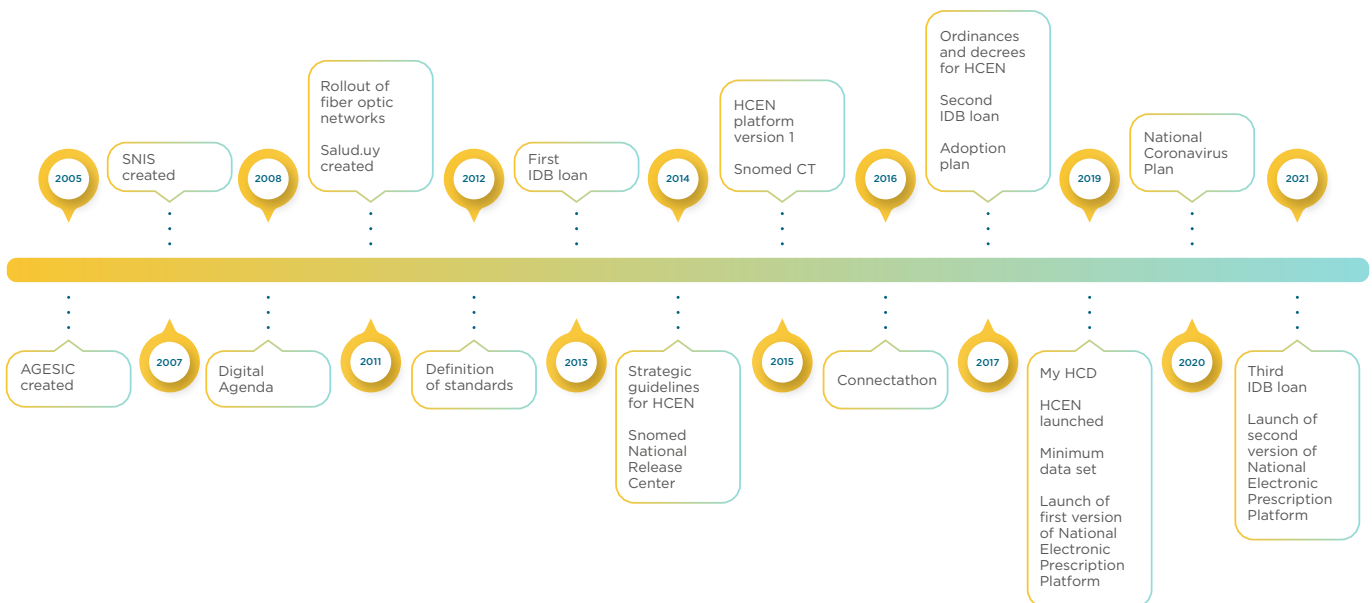 2005
AGESIC
created
SNIS
created
2007
2008
Digital
Agenda
Rollout of
fiber optic
networks
Salud.uy
created
2011
2012
Definition
of standards
First
IDB loan
2013
2014
Strategic
guidelines
for HCEN
Snomed
National
Release
Center
HCEN
platform
version 1
Snomed CT
2015
2016
Connectathon
Ordinances
and decrees
for HCEN
Second
IDB loan
Adoption
plan
2017
2019
My HCD
HCEN
launched
Minimum
data set
Launch of
first version
of National
Electronic
Prescription
Platform
National
Coronavirus
Plan
2020
2021
Third
IDB loan
Launch of
second
version of
National
Electronic
Prescription
Platform